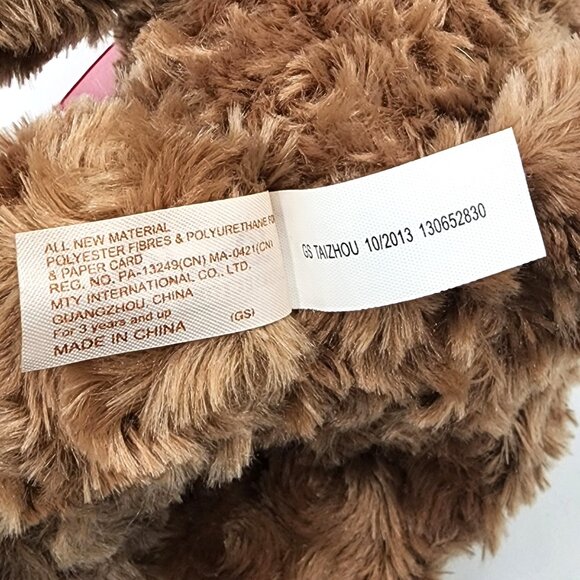 ALL NEW MATERIAL
POLYESTER FIBRES & POLYURETHANE
& PAPER CARD
REG. NO. PA-13249(CN) MA-0421(CN)
MTY INTERNATIONAL CO., LTD.
GUANGZHOU, CHINA
For 3 years and up (GS)
MADE IN CHINA
GS TAIZHOU 10/2013 130652830